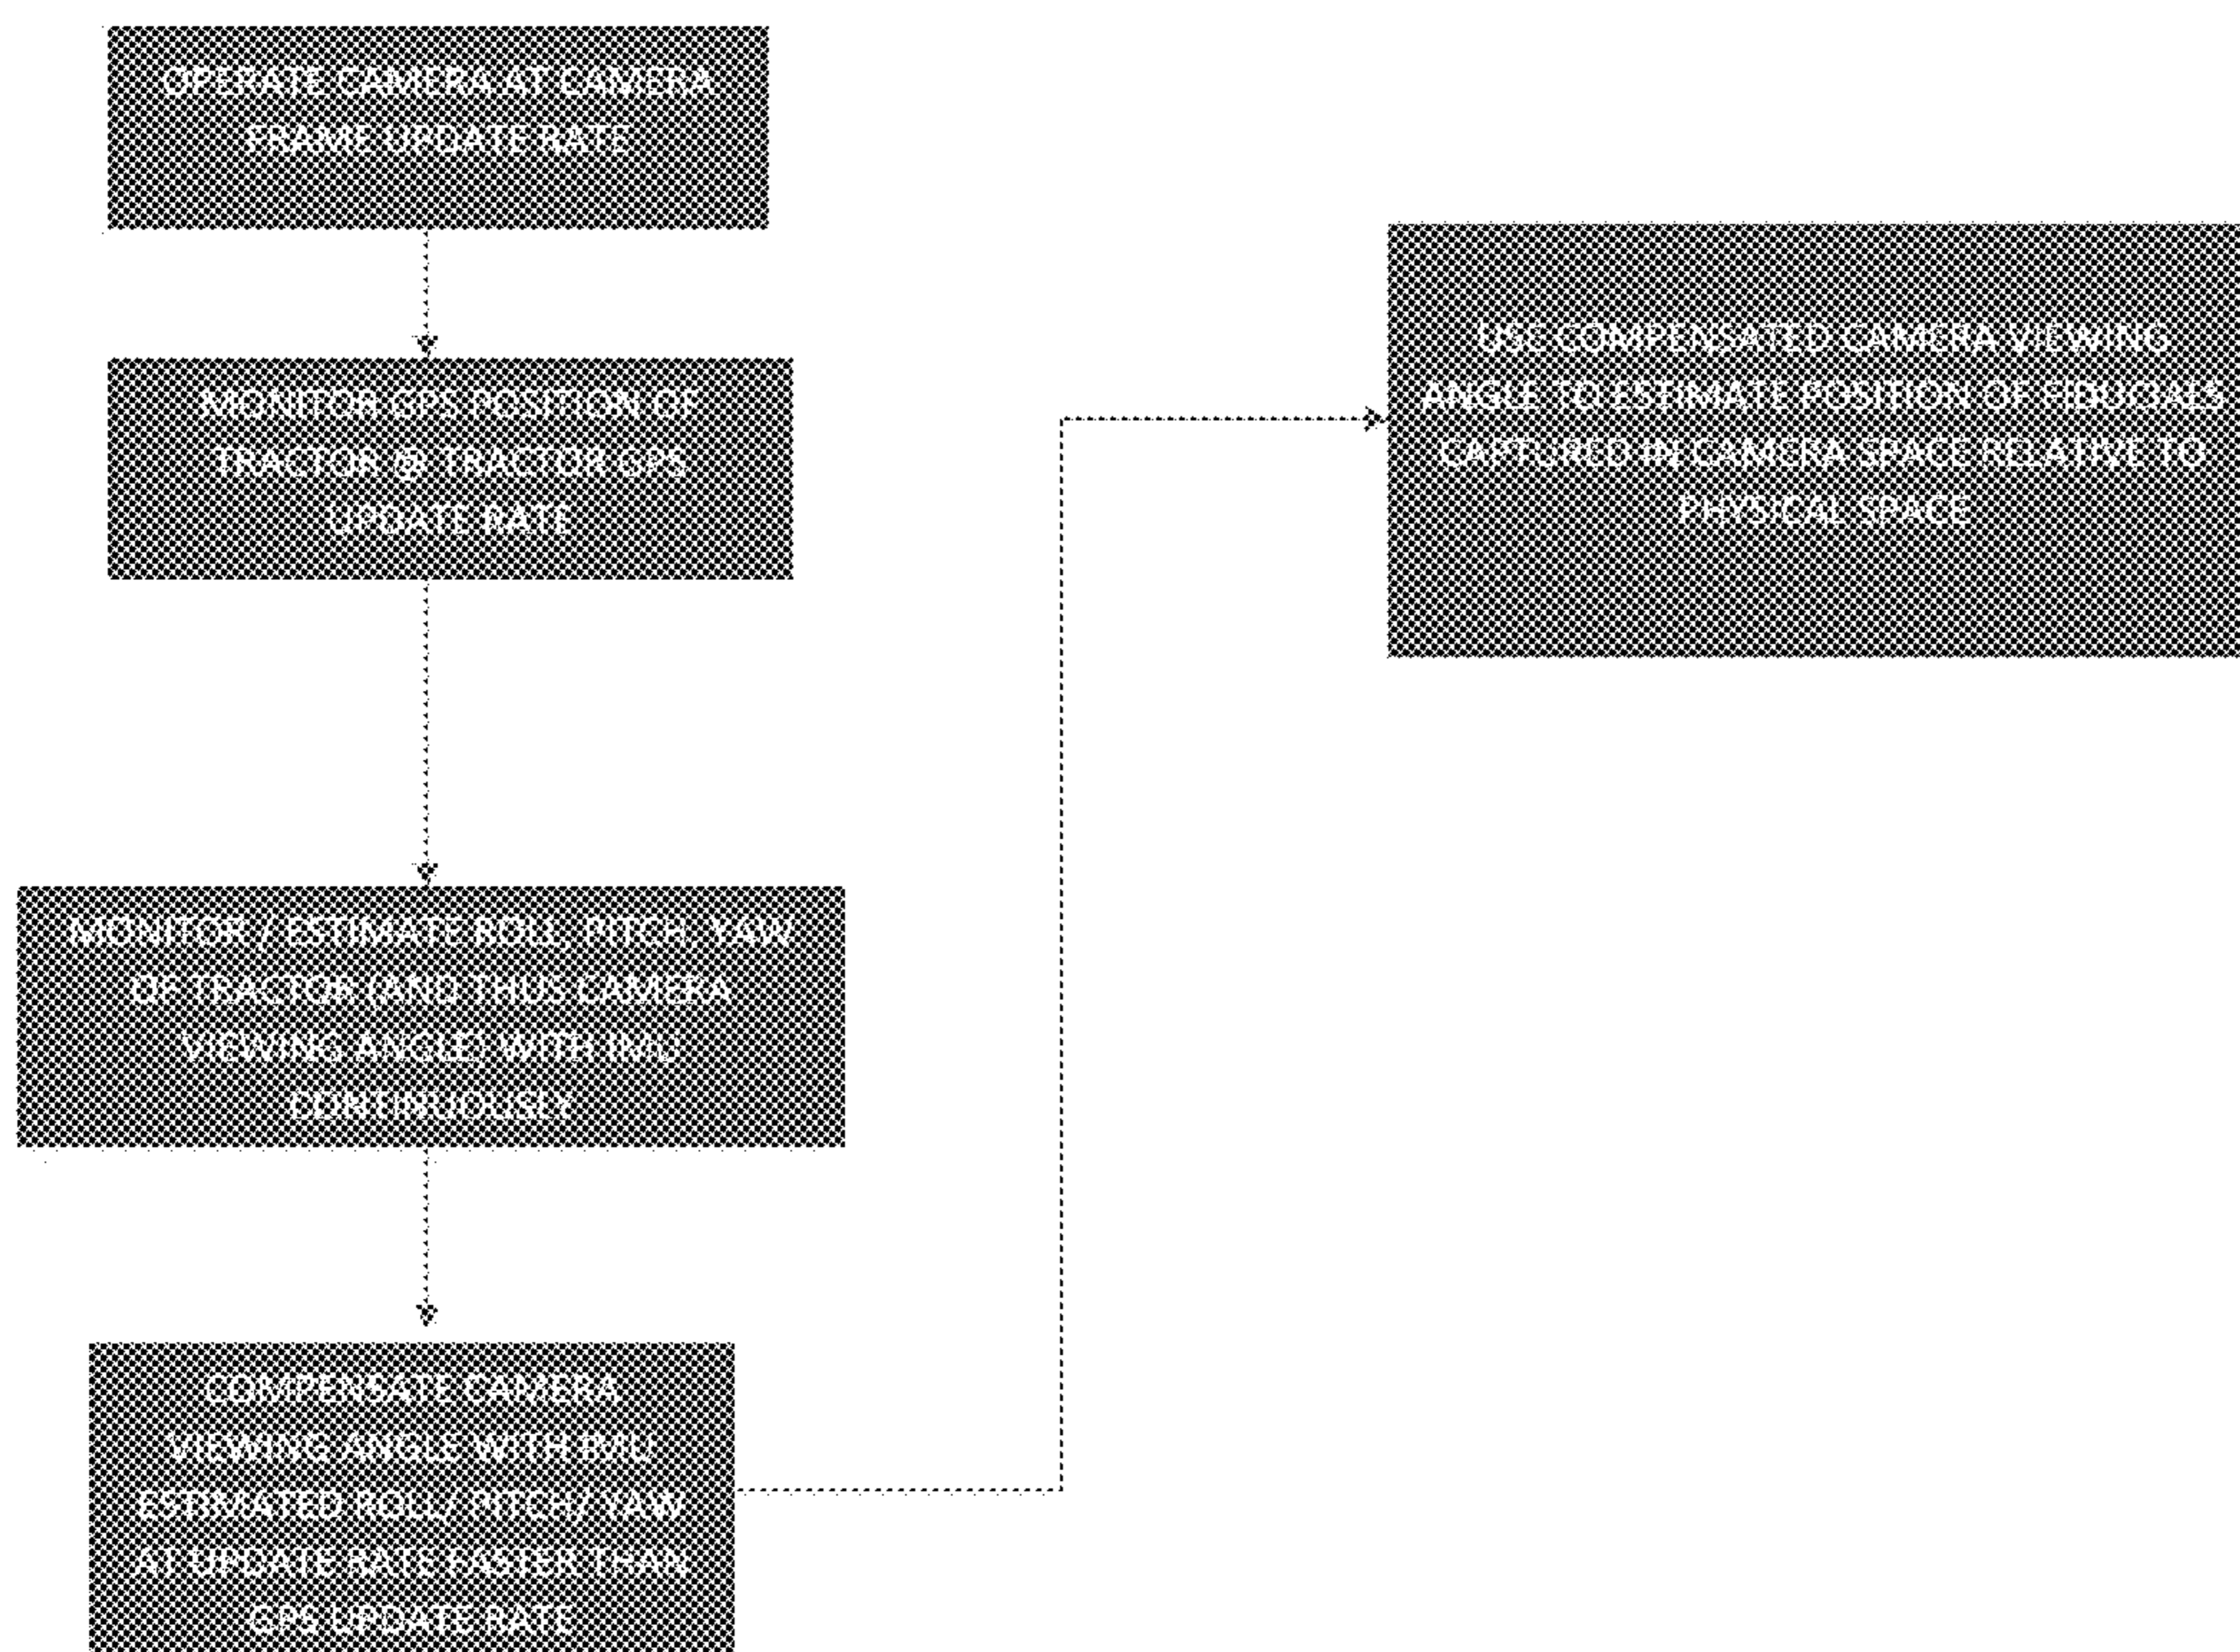 OPERATE CAMERA AT CAMERA
FRAME UPDATE RATE
MONITOR GPS POSITION OF
TRACTOR @ TRACTOR GPS
UPDATE RATE
MONITOR / ESTIMATE ROLL, PITCH, YAW
OF TRACTOR (AND THUS CAMERA
VIEWING ANGLE) WITH IMU
CONTINUOUSLY
COMPENSATE CAMERA
VIEWING ANGLE WITH IMU
ESTIMATED ROLL/ PITCH/ YAW
AT UPDATE RATE FASTER THAN
GPS UPDATE RATE
USE COMPENSATED CAMERA VIEWING
ANGLE TO ESTIMATE POSITION OF FIDUCIALS
CAPTURED IN CAMERA SPACE RELATIVE TO
PHYSICAL SPACE